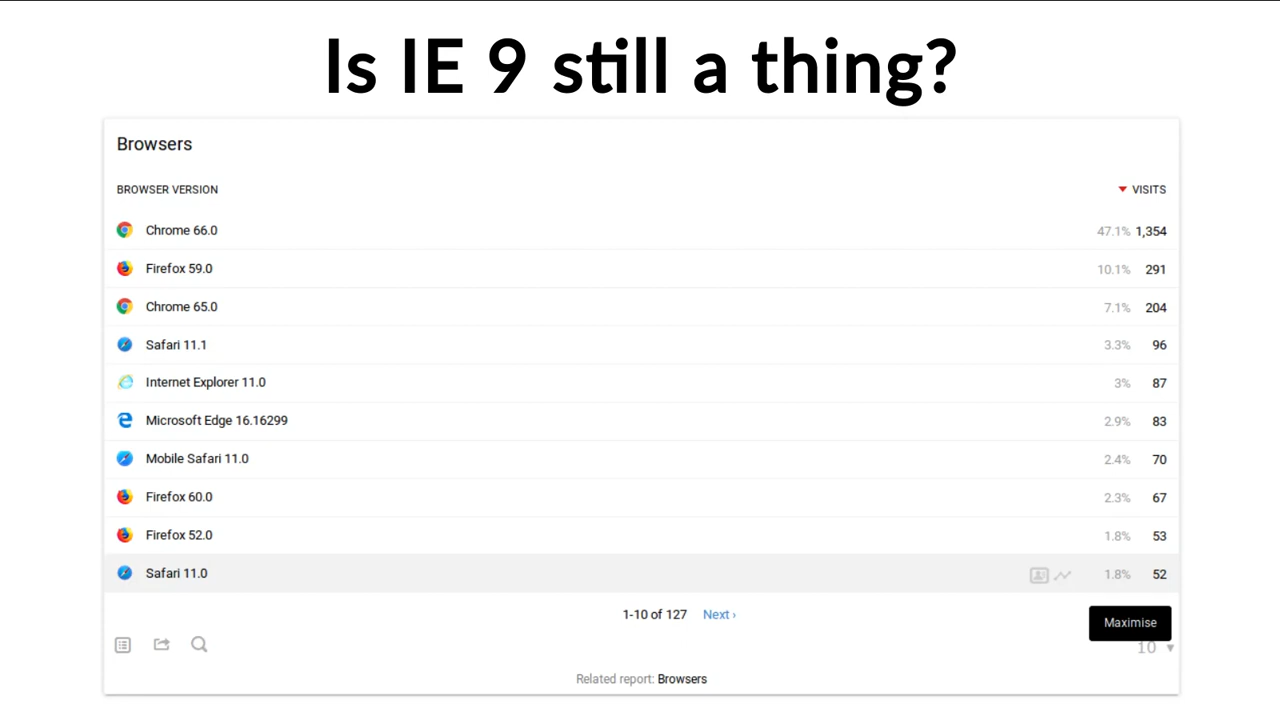 Is IE 9 still a thing?
Browsers
BROWSER VERSION VISITS
Chrome 66.0 47.1% 1,354
Firefox 59.0 10.1% 291
Chrome 65.0 7.1% 204
Safari 11.1 3.3% 96
Internet Explorer 11.0 3% 87
Microsoft Edge 16.16299 2.9% 83
Mobile Safari 11.0 2.4% 70
Firefox 60.0 2.3% 67
Firefox 52.0 1.8% 53
Safari 11.0 1.8% 52
1-10 of 127 Next ›
Maximise
10
Related report: Browsers